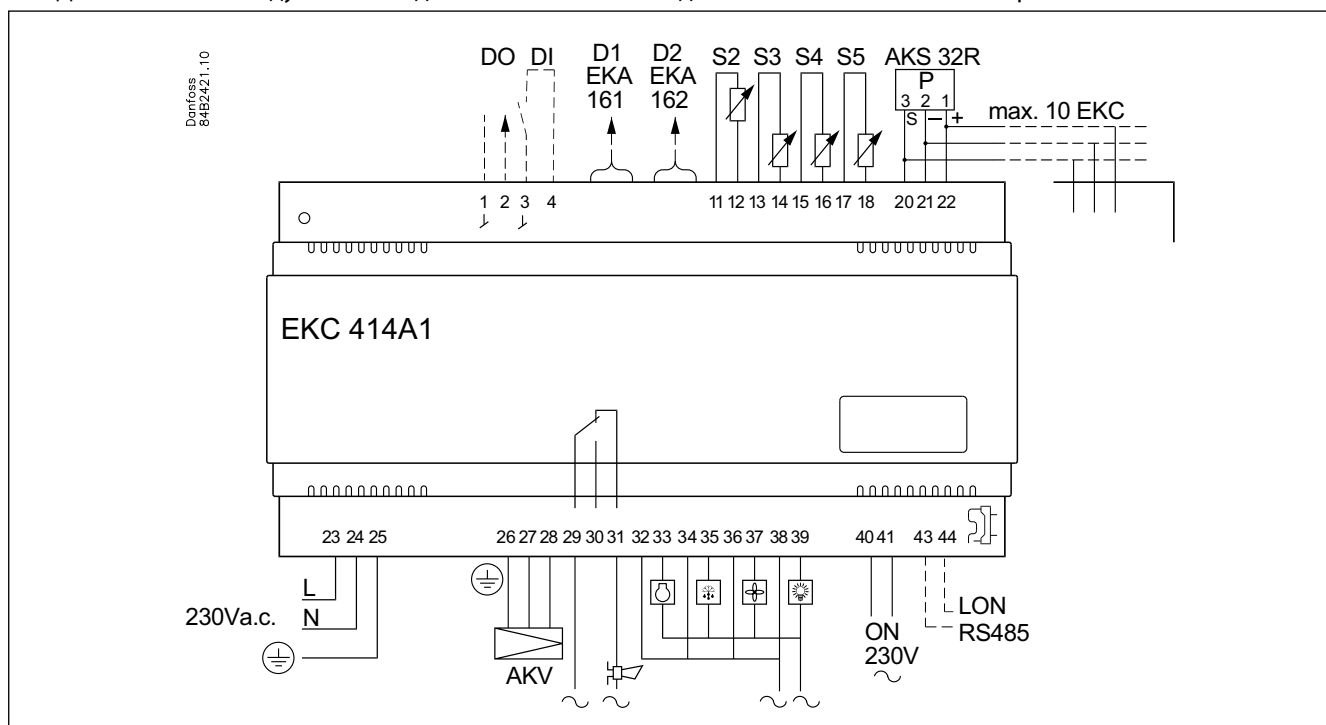 Danfoss
84B2421.10
DO DI
D1
EKA
161
D2
EKA
162
S2 S3 S4 S5
AKS 32R
P
3 2 1
S – +
max. 10 EKC
1 2 3 4
11 12 13 14 15 16 17 18
20 21 22
EKC 414A1
23 24 25
26 27 28 29 30 31 32 33 34 35 36 37 38 39
40 41 43 44
L
230Va.c. N
AKV
ON
230V
LON
RS485